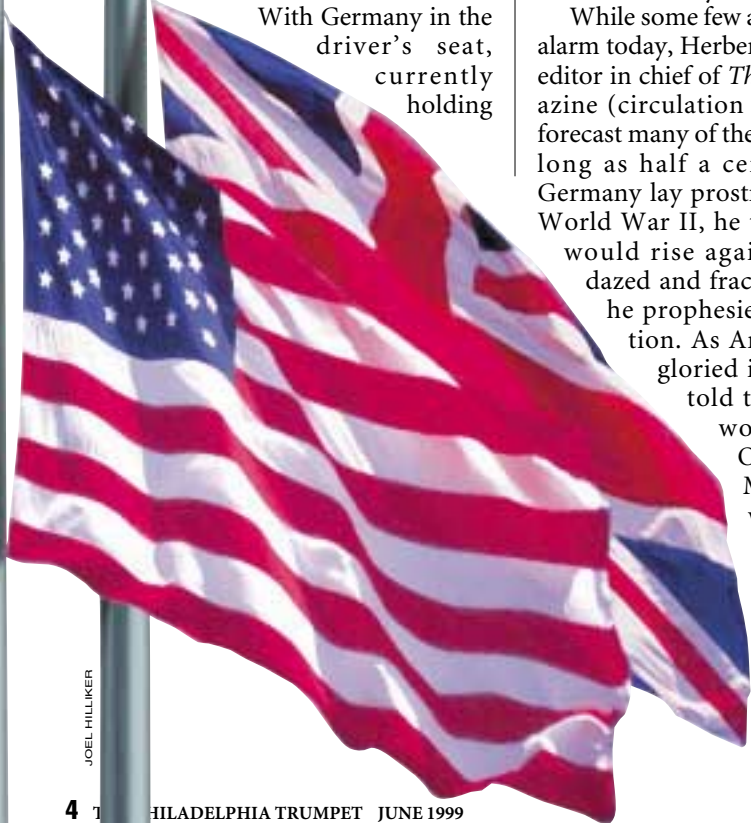 With Germany in the
driver's seat,
currently
holding
While some few a
alarm today, Herber
editor in chief of Th
azine (circulation
forecast many of the
long as half a ce
Germany lay prosti
World War II, he
would rise agai
dazed and frac
he prophesie
tion. As Ar
gloried i
told t
wo
JOEL HILLIKER
4 T HILADELPHIA TRUMPET JUNE 1999